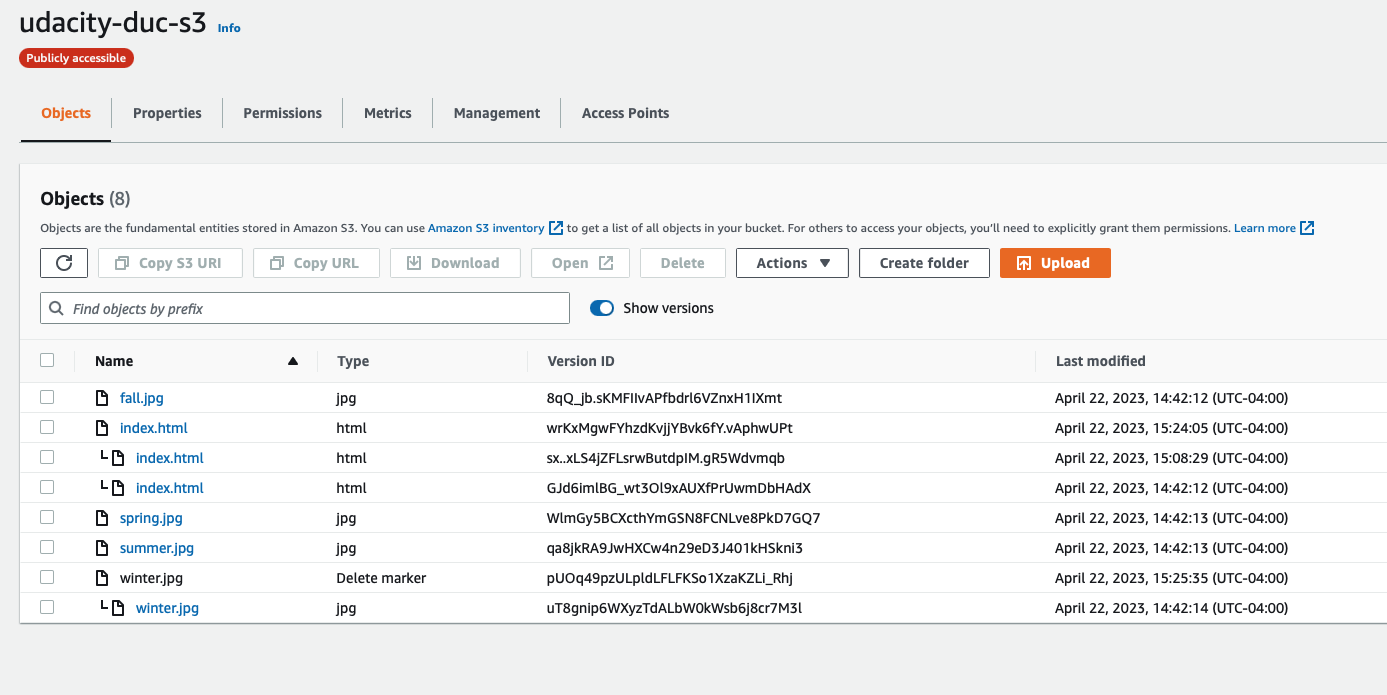 udacity-duc-s3 Info
Publicly accessible
Objects Properties Permissions Metrics Management Access Points
Objects (8)
Objects are the fundamental entities stored in Amazon S3. You can use Amazon S3 inventory to get a list of all objects in your bucket. For others to access your objects, you'll need to explicitly grant them permissions. Learn more
Copy S3 URI Copy URL Download Open Delete Actions Create folder Upload
Find objects by prefix Show versions
Name Type Version ID Last modified
fall.jpg jpg 8qQ_jb.sKMFIIvAPfbdrl6VZnxH1IXmt April 22, 2023, 14:42:12 (UTC-04:00)
index.html html wrKxMgwFYhzdKvjjYBvk6fY.vAphwUPt April 22, 2023, 15:24:05 (UTC-04:00)
index.html html sx..xLS4jZFLsrwButdpIM.gR5Wdvmqb April 22, 2023, 15:08:29 (UTC-04:00)
index.html html GJd6imlBG_wt3Ol9xAUXfPrUwmDbHAdX April 22, 2023, 14:42:12 (UTC-04:00)
spring.jpg jpg WlmGy5BCXcthYmGSN8FCNLve8PkD7GQ7 April 22, 2023, 14:42:13 (UTC-04:00)
summer.jpg jpg qa8jkRA9JwHXCw4n29eD3J401kHSkni3 April 22, 2023, 14:42:13 (UTC-04:00)
winter.jpg Delete marker pUOq49pzULpldLFLFKSo1XzaKZLi_Rhj April 22, 2023, 15:25:35 (UTC-04:00)
winter.jpg jpg uT8gnip6WXyzTdALbW0kWsb6j8cr7M3l April 22, 2023, 14:42:14 (UTC-04:00)